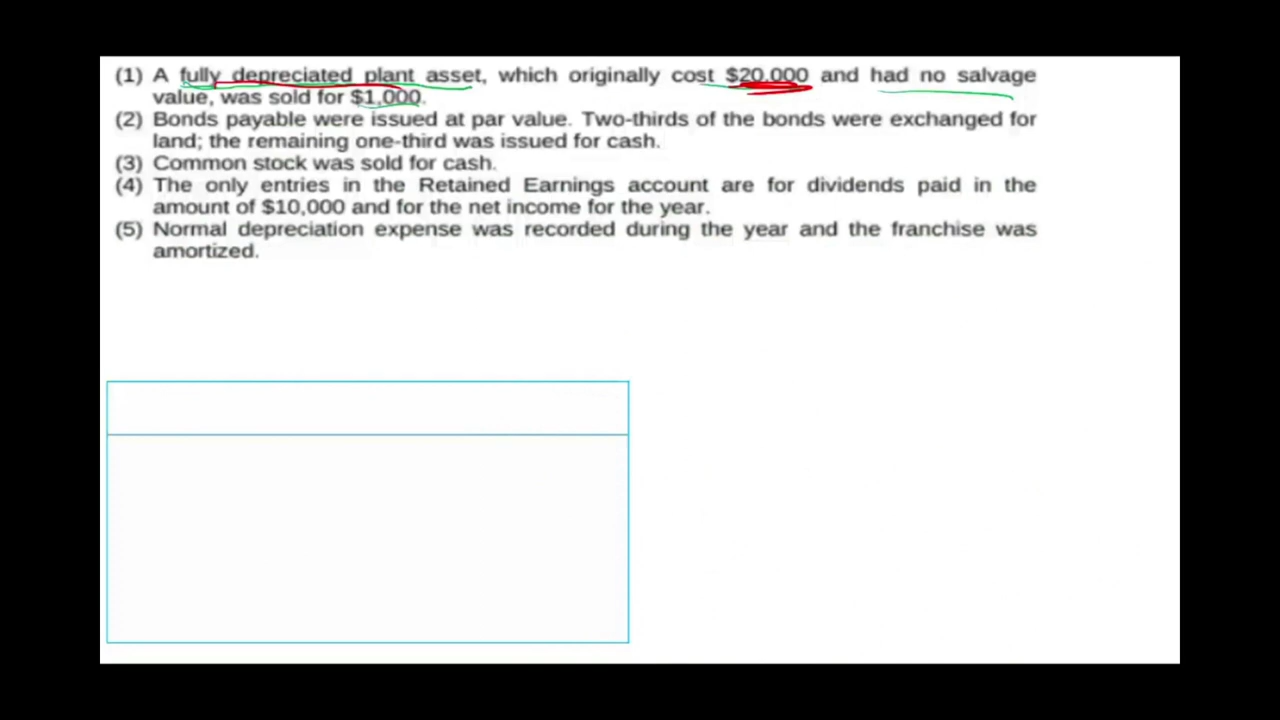 (1) A fully depreciated plant asset, which originally cost $20,000 and had no salvage
value, was sold for $1,000.
(2) Bonds payable were issued at par value. Two-thirds of the bonds were exchanged for
land; the remaining one-third was issued for cash.
(3) Common stock was sold for cash.
(4) The only entries in the Retained Earnings account are for dividends paid in the
amount of $10,000 and for the net income for the year.
(5) Normal depreciation expense was recorded during the year and the franchise was
amortized.